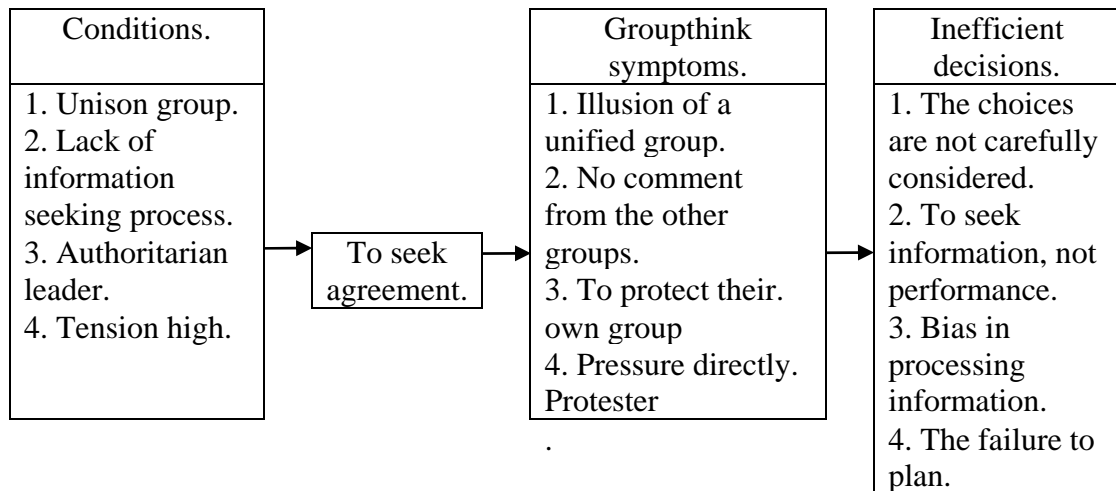 Conditions.
1. Unison group.
2. Lack of
information
seeking process.
3. Authoritarian
leader.
4. Tension high.
To seek
agreement.
Groupthink
symptoms.
1. Illusion of a
unified group.
2. No comment
from the other
groups.
3. To protect their.
own group
4. Pressure directly.
Protester
.
Inefficient
decisions.
1. The choices
are not carefully
considered.
2. To seek
information, not
performance.
3. Bias in
processing
information.
4. The failure to
plan.